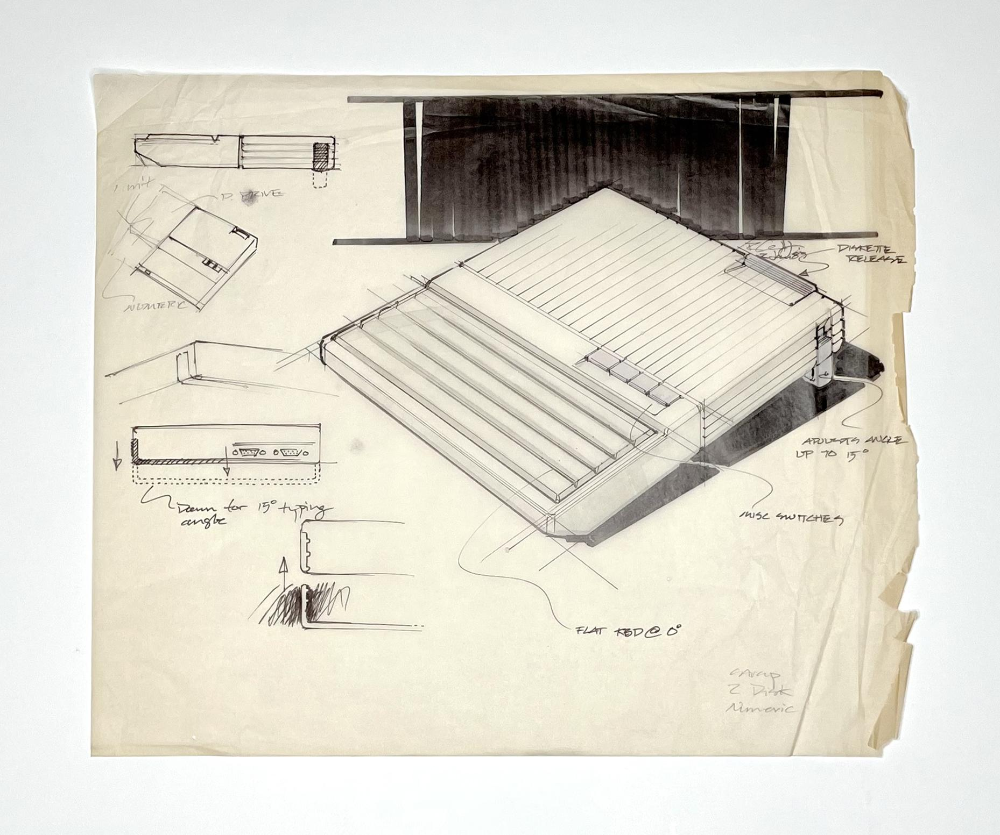 D. DRIVE
NUMERIC
DISKETTE
RELEASE
ADJUSTS ANGLE
UP TO 15°
Down for 15° typing
angle
MISC SWITCHES
FLAT KBD @ 0°
2 Disk
Numeric